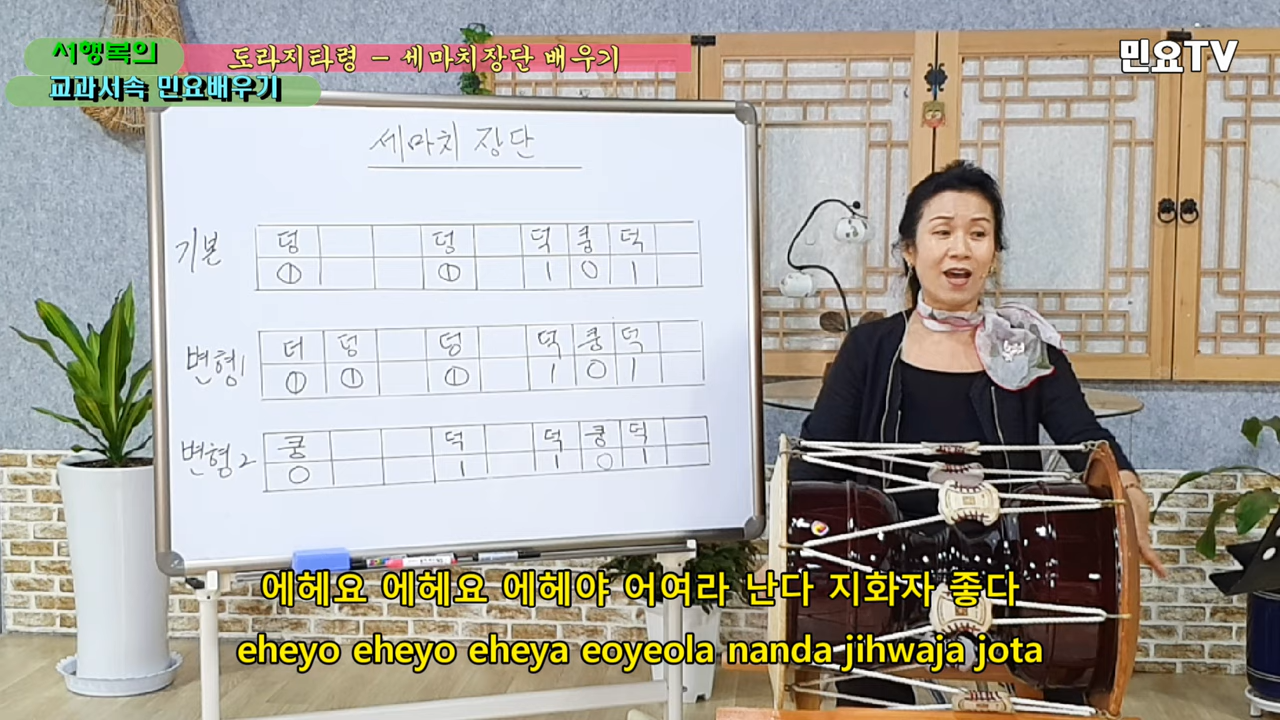 서행록의
교과서속 민요배우기
도라지타령 - 세마치장단 배우기
민요TV
세마치 장단
기본 덩 덩 덕 쿵 덕
변형1 더 덩 덩 덕 쿵 덕
변형2 쿵 덕 덕 쿵 덕
에헤요 에헤요 에헤야 어여라 난다 지화자 좋다
eheyo eheyo eheya eoyeola nanda jihwaja jota